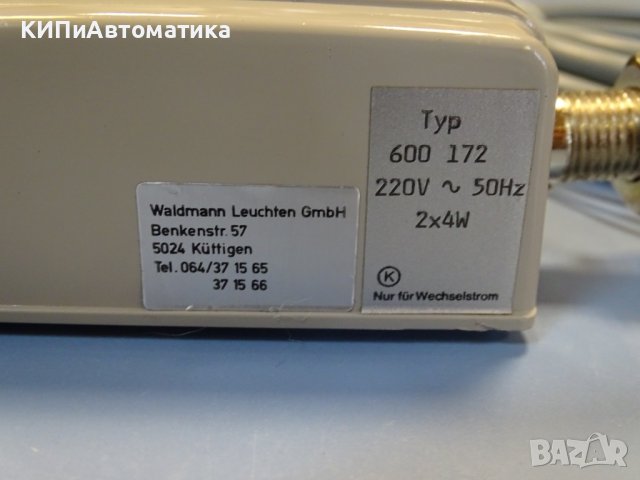 КИПиАвтоматика
Typ
600 172
220V ~ 50Hz
2x4W
K
Nur für Wechselstrom
Waldmann Leuchten GmbH
Benkenstr. 57
5024 Küttigen
Tel. 064/37 15 65
37 15 66
BAZAR